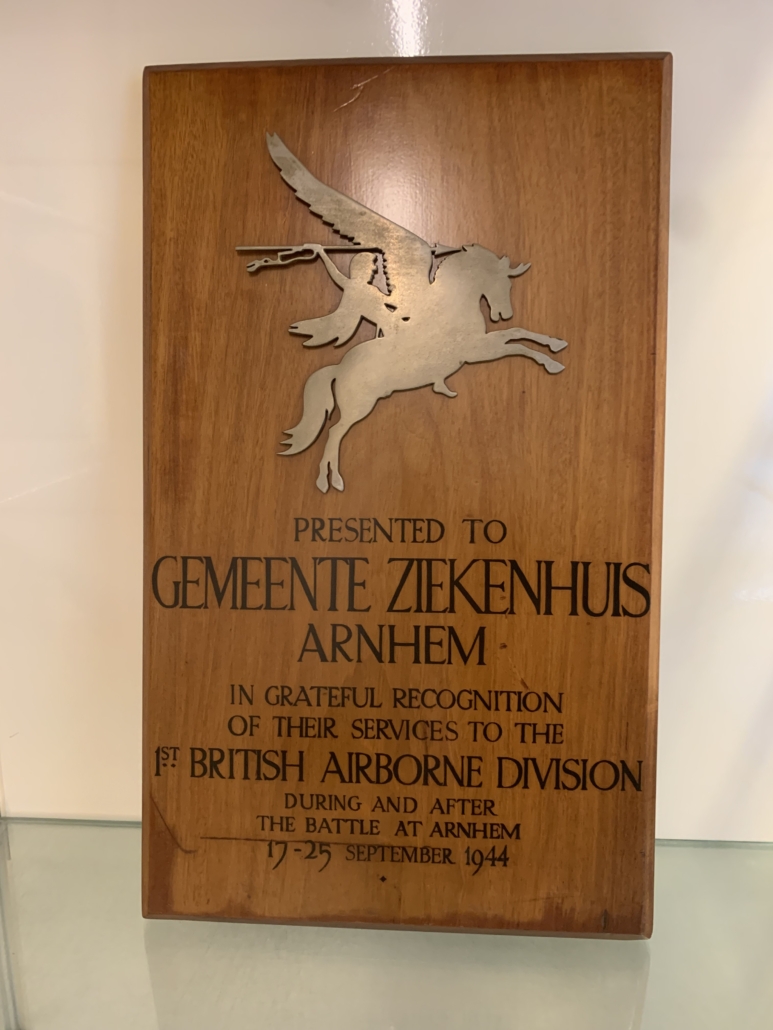 PRESENTED TO
GEMEENTE ZIEKENHUIS
ARNHEM
IN GRATEFUL RECOGNITION
OF THEIR SERVICES TO THE
1ST BRITISH AIRBORNE DIVISION
DURING AND AFTER
THE BATTLE AT ARNHEM
17-25 SEPTEMBER 1944